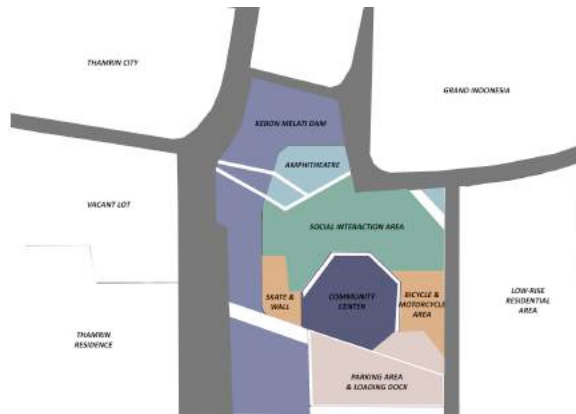 THAMRIN CITY
GRAND INDONESIA
KEBON MELATI DAM
AMPHITHEATRE
VACANT LOT
SOCIAL INTERACTION AREA
SKATE &
WALL
COMMUNITY
CENTER
BICYCLE &
MOTORCYCLE
AREA
LOW-RISE
RESIDENTIAL
AREA
THAMRIN
RESIDENCE
PARKING AREA
& LOADING DOCK